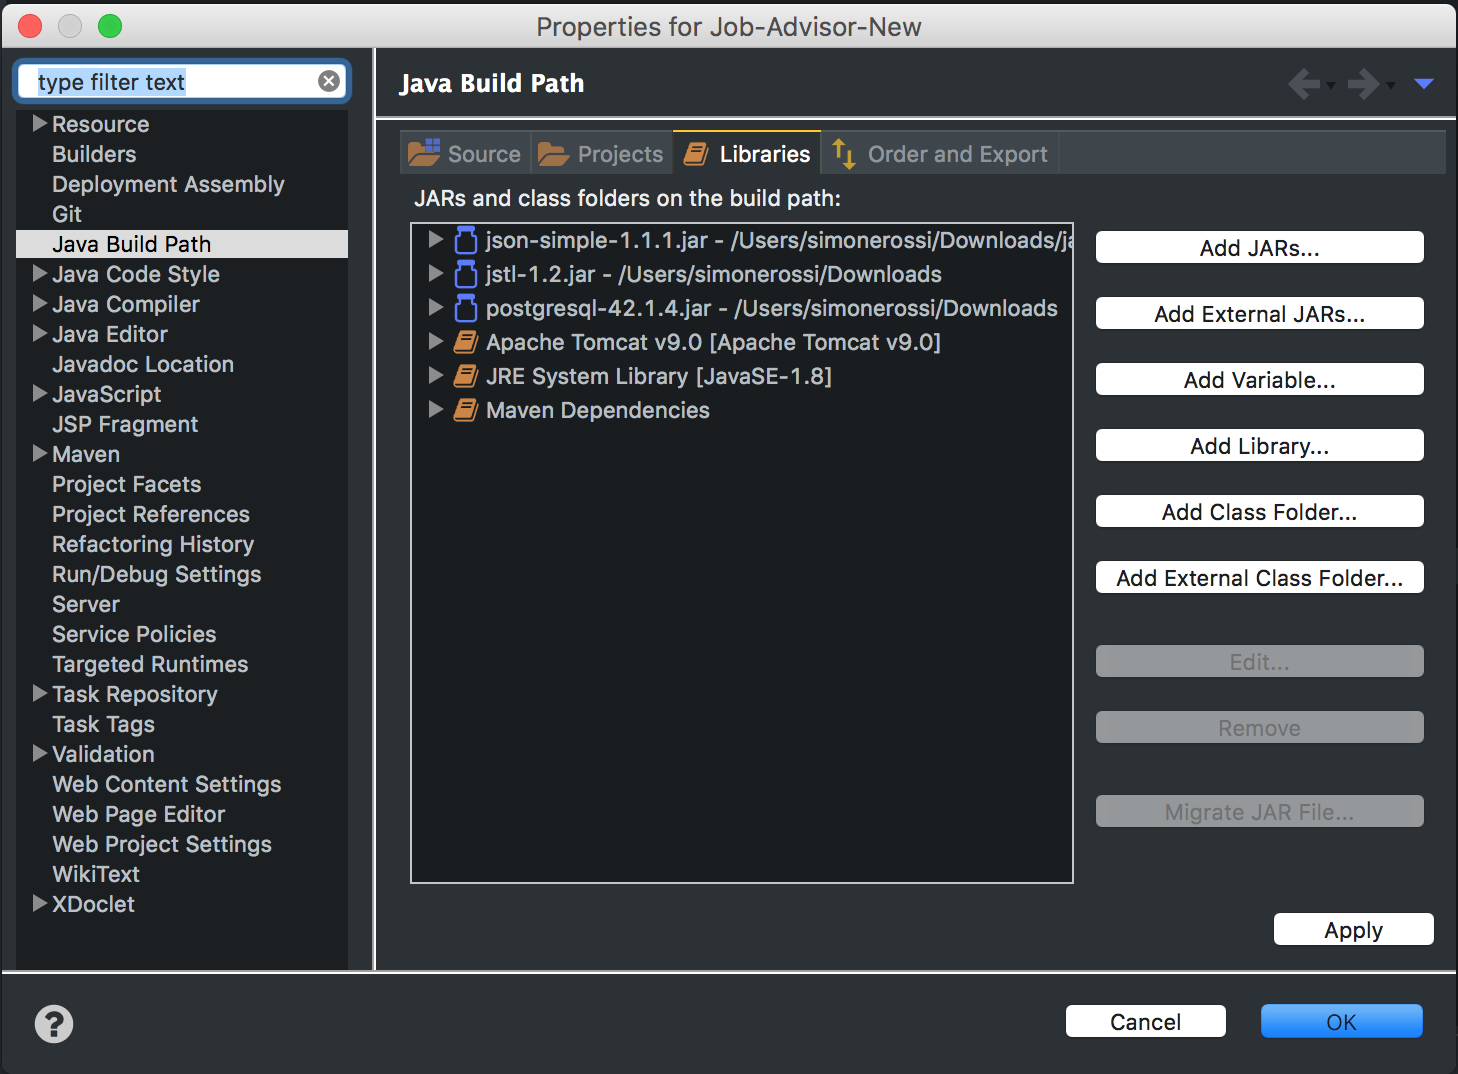 Properties for Job-Advisor-New
type filter text
Resource
Builders
Deployment Assembly
Git
Java Build Path
Java Code Style
Java Compiler
Java Editor
Javadoc Location
JavaScript
JSP Fragment
Maven
Project Facets
Project References
Refactoring History
Run/Debug Settings
Server
Service Policies
Targeted Runtimes
Task Repository
Task Tags
Validation
Web Content Settings
Web Page Editor
Web Project Settings
WikiText
XDoclet
Java Build Path
Source Projects Libraries Order and Export
JARs and class folders on the build path:
json-simple-1.1.1.jar - /Users/simonerossi/Downloads/ja
jstl-1.2.jar - /Users/simonerossi/Downloads
postgresql-42.1.4.jar - /Users/simonerossi/Downloads
Apache Tomcat v9.0 [Apache Tomcat v9.0]
JRE System Library [JavaSE-1.8]
Maven Dependencies
Add JARs...
Add External JARs...
Add Variable...
Add Library...
Add Class Folder...
Add External Class Folder...
Edit...
Remove
Migrate JAR File...
Apply
?
Cancel
OK